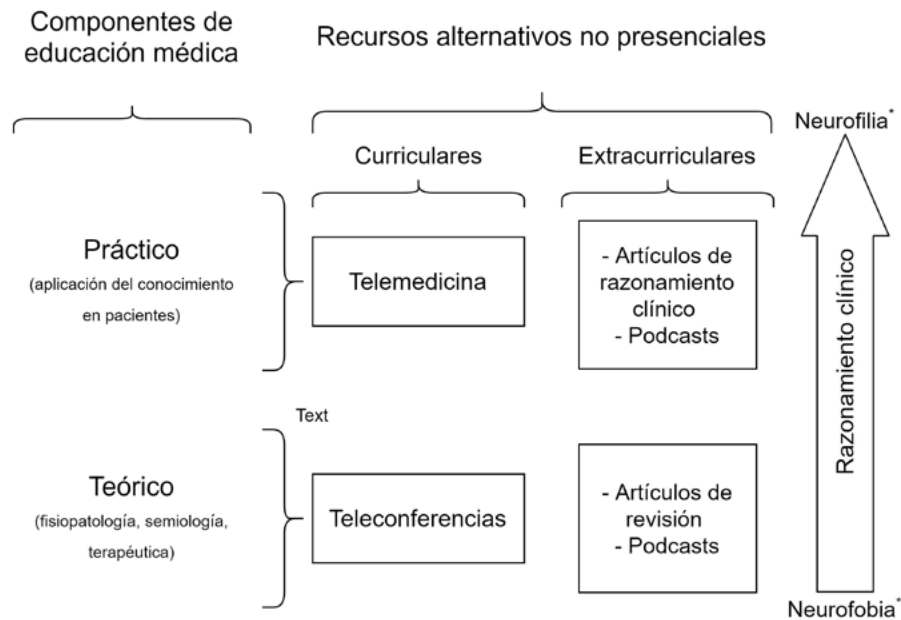 Componentes de
educación médica
Recursos alternativos no presenciales
Neurofilia*
Curriculares
Extracurriculares
Práctico
(aplicación del conocimiento
en pacientes)
Telemedicina
- Artículos de
razonamiento
clínico
- Podcasts
Razonamiento clínico
Text
Teórico
(fisiopatología, semiología,
terapéutica)
Teleconferencias
- Artículos de
revisión
- Podcasts
Neurofobia*